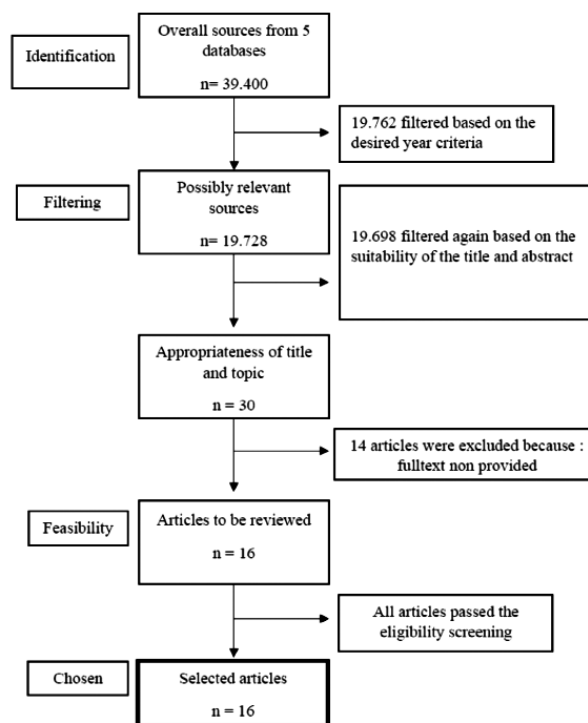 Identification
Overall sources from 5
databases
n= 39.400
19.762 filtered based on the
desired year criteria
Filtering
Possibly relevant
sources
n= 19.728
19.698 filtered again based on the
suitability of the title and abstract
Appropriateness of title
and topic
n = 30
14 articles were excluded because :
fulltext non provided
Feasibility
Articles to be reviewed
n = 16
All articles passed the
eligibility screening
Chosen
Selected articles
n = 16